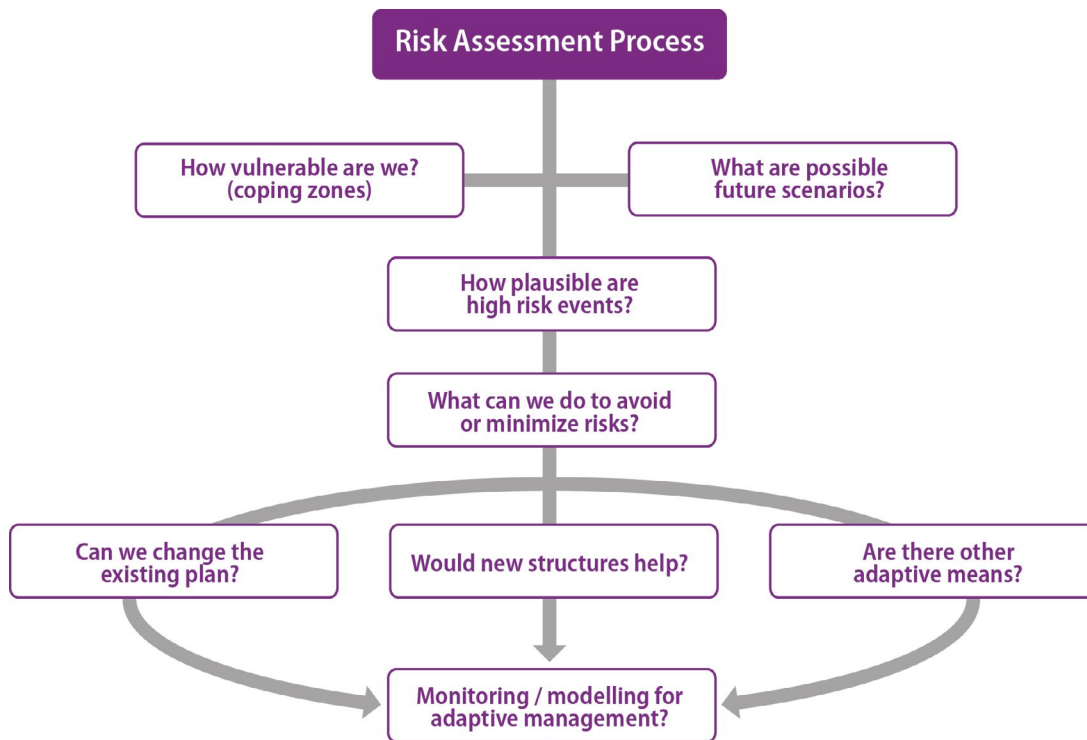 Risk Assessment Process
How vulnerable are we?
(coping zones)
What are possible
future scenarios?
How plausible are
high risk events?
What can we do to avoid
or minimize risks?
Can we change the
existing plan?
Would new structures help?
Are there other
adaptive means?
Monitoring / modelling for
adaptive management?